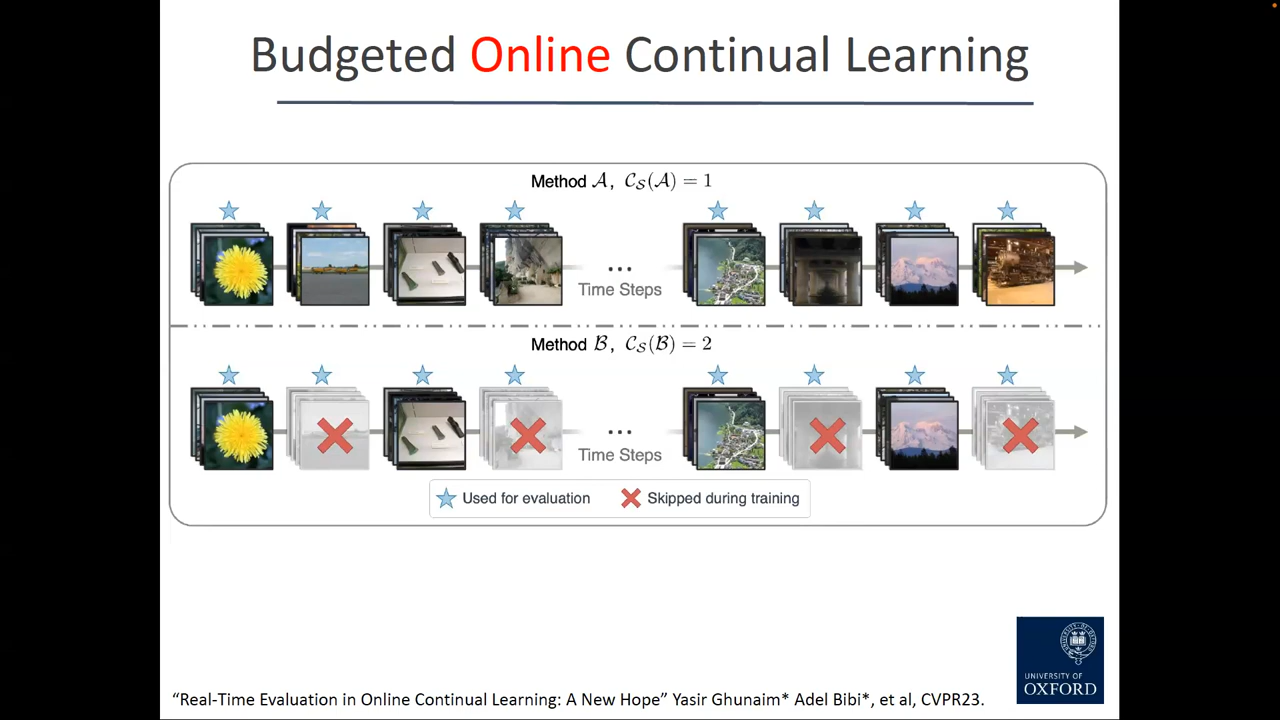 Budgeted Online Continual Learning
Method 𝒜, 𝒞_𝒮(𝒜) = 1
...
Time Steps
Method ℬ, 𝒞_𝒮(ℬ) = 2
...
Time Steps
Used for evaluation
Skipped during training
UNIVERSITY OF
OXFORD
“Real-Time Evaluation in Online Continual Learning: A New Hope” Yasir Ghunaim* Adel Bibi*, et al, CVPR23.